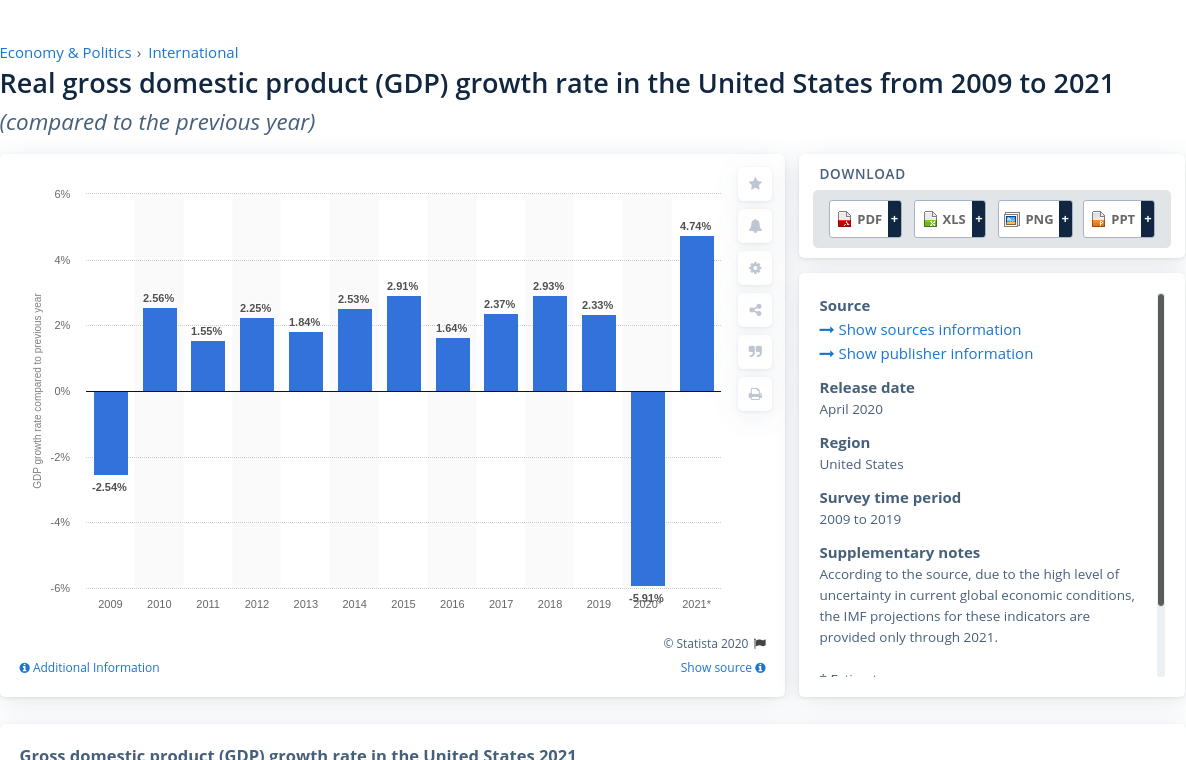 Economy & Politics › International
Real gross domestic product (GDP) growth rate in the United States from 2009 to 2021
(compared to the previous year)
GDP growth rate compared to previous year
6%
4%
2%
0%
-2%
-4%
-6%
-2.54%
2.56%
1.55%
2.25%
1.84%
2.53%
2.91%
1.64%
2.37%
2.93%
2.33%
-5.91%
4.74%
2009 2010 2011 2012 2013 2014 2015 2016 2017 2018 2019 2020* 2021*
© Statista 2020
Additional Information
Show source
DOWNLOAD
PDF + XLS + PNG + PPT +
Source
Show sources information
Show publisher information
Release date
April 2020
Region
United States
Survey time period
2009 to 2019
Supplementary notes
According to the source, due to the high level of
uncertainty in current global economic conditions,
the IMF projections for these indicators are
provided only through 2021.
Gross domestic product (GDP) growth rate in the United States 2021